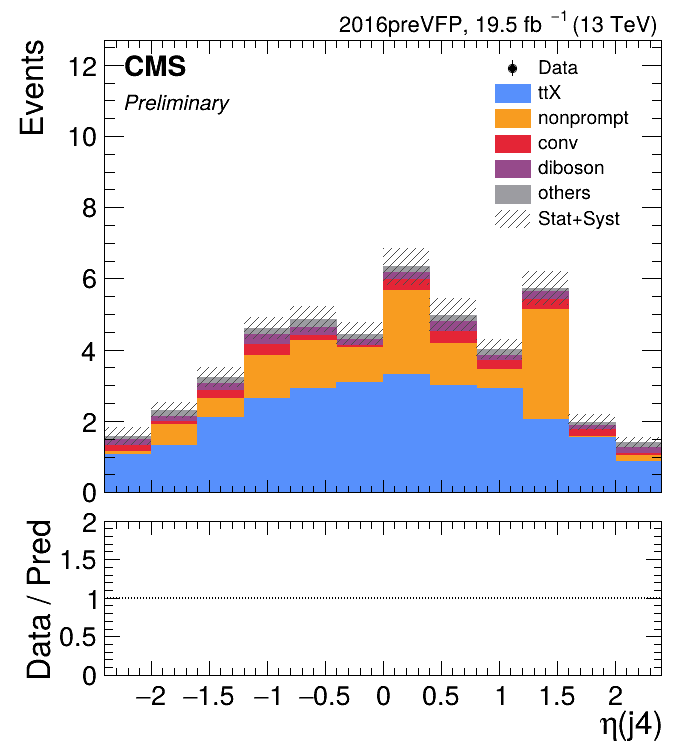 2016preVFP, 19.5 fb⁻¹ (13 TeV)
Events
CMS
Preliminary
Data
ttX
nonprompt
conv
diboson
others
Stat+Syst
12
10
8
6
4
2
0
Data / Pred
2
1.5
1
0.5
0
−2 −1.5 −1 −0.5 0 0.5 1 1.5 2
η(j4)